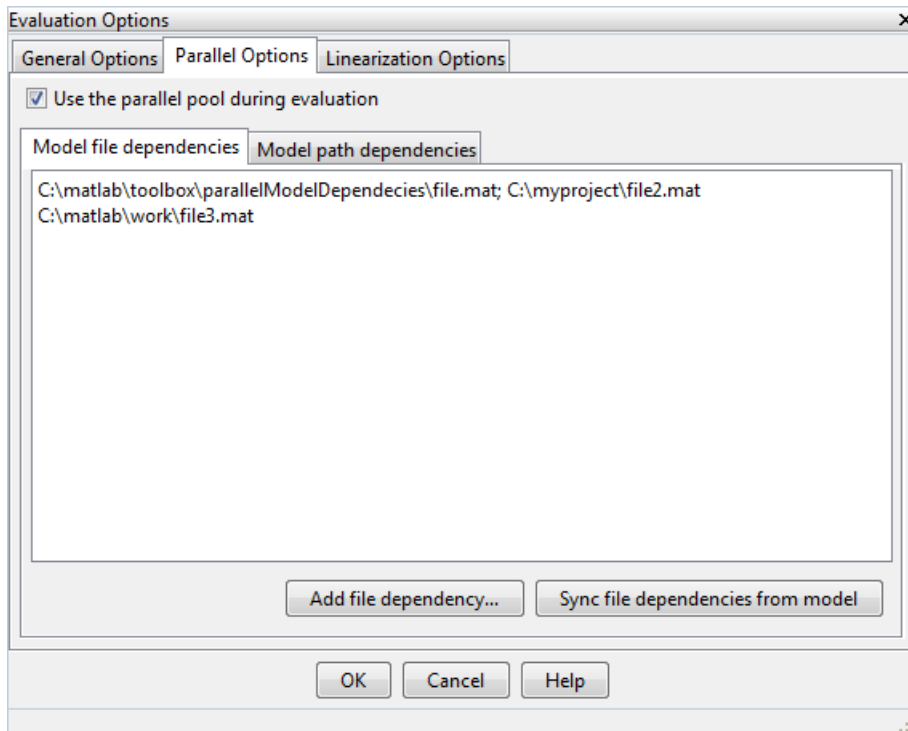 Evaluation Options
General Options Parallel Options Linearization Options
Use the parallel pool during evaluation
Model file dependencies Model path dependencies
C:\matlab\toolbox\parallelModelDependecies\file.mat; C:\myproject\file2.mat
C:\matlab\work\file3.mat
Add file dependency... Sync file dependencies from model
OK Cancel Help